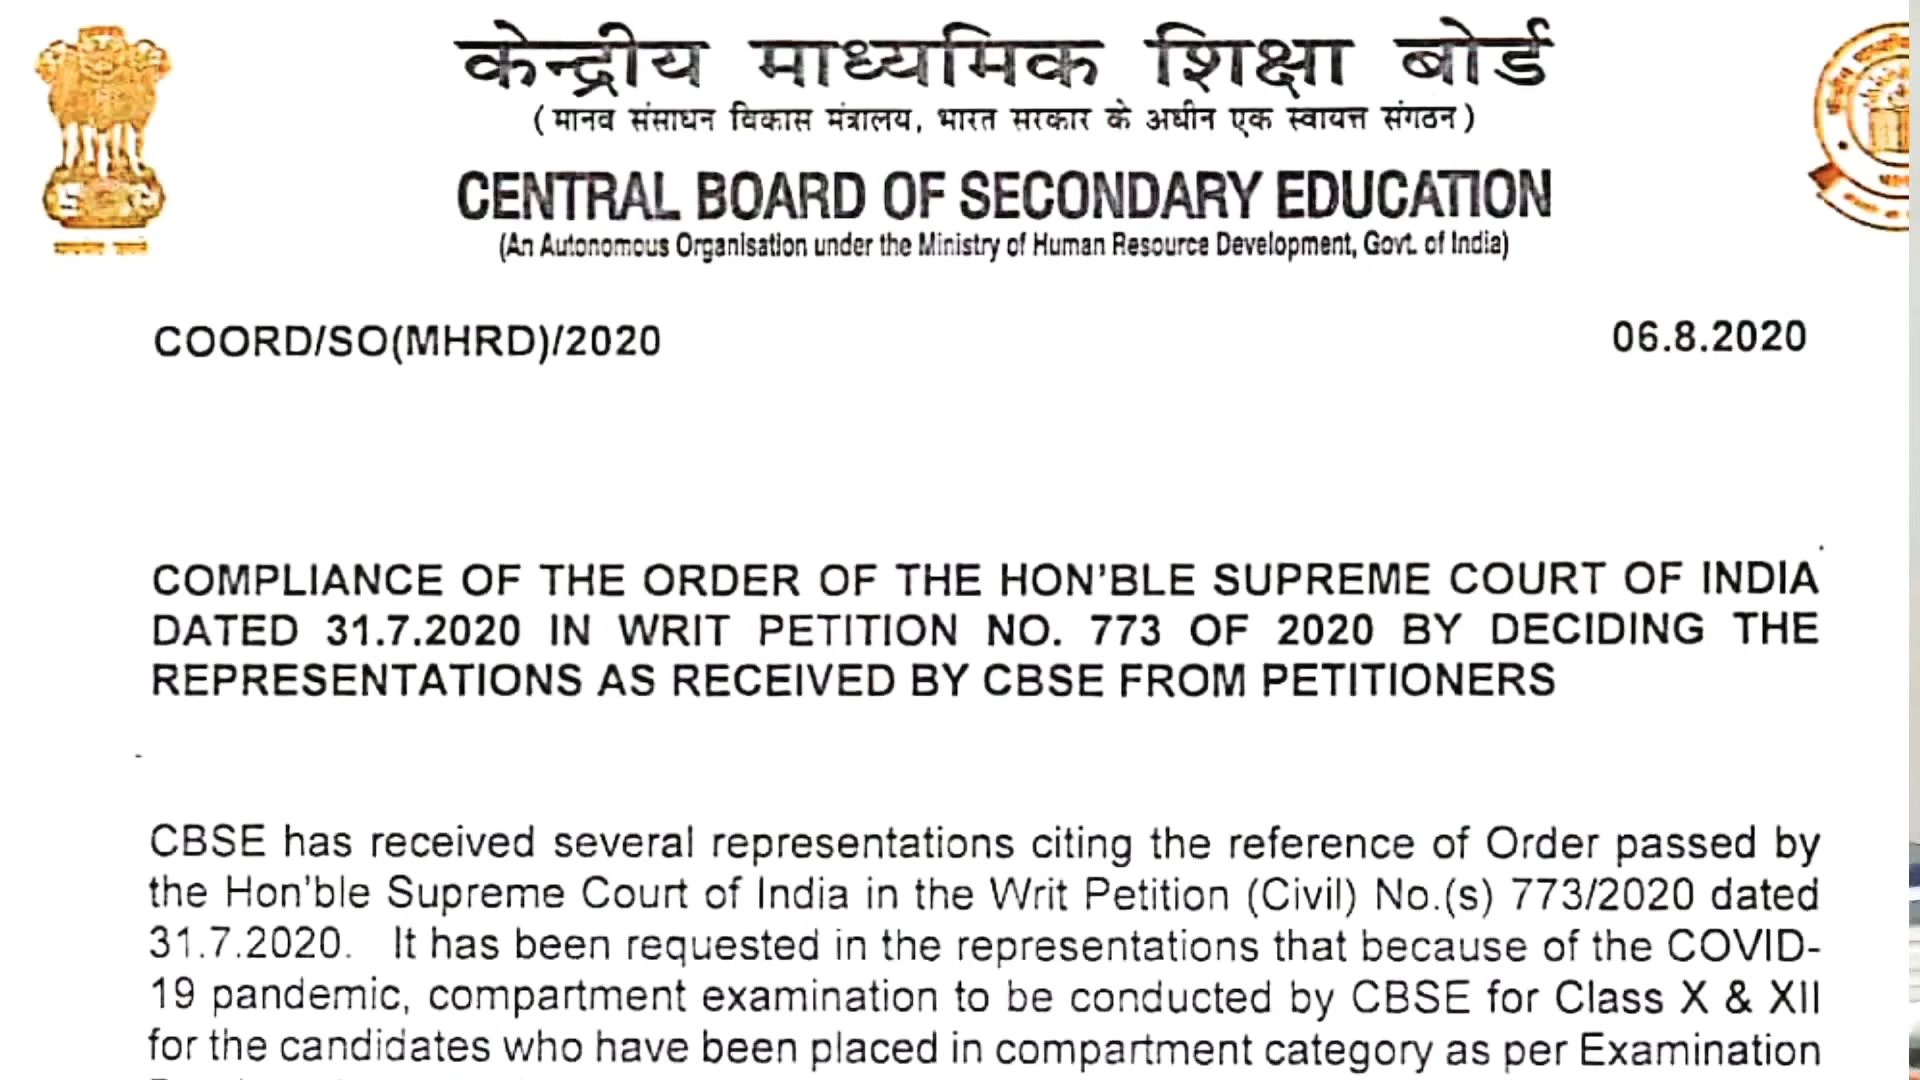 केन्द्रीय माध्यमिक शिक्षा बोर्ड
(मानव संसाधन विकास मंत्रालय, भारत सरकार के अधीन एक स्वायत्त संगठन)
CENTRAL BOARD OF SECONDARY EDUCATION
(An Autonomous Organisation under the Ministry of Human Resource Development, Govt. of India)
COORD/SO(MHRD)/2020
06.8.2020
COMPLIANCE OF THE ORDER OF THE HON'BLE SUPREME COURT OF INDIA
DATED 31.7.2020 IN WRIT PETITION NO. 773 OF 2020 BY DECIDING THE
REPRESENTATIONS AS RECEIVED BY CBSE FROM PETITIONERS
CBSE has received several representations citing the reference of Order passed by
the Hon'ble Supreme Court of India in the Writ Petition (Civil) No.(s) 773/2020 dated
31.7.2020. It has been requested in the representations that because of the COVID-
19 pandemic, compartment examination to be conducted by CBSE for Class X & XII
for the candidates who have been placed in compartment category as per Examination